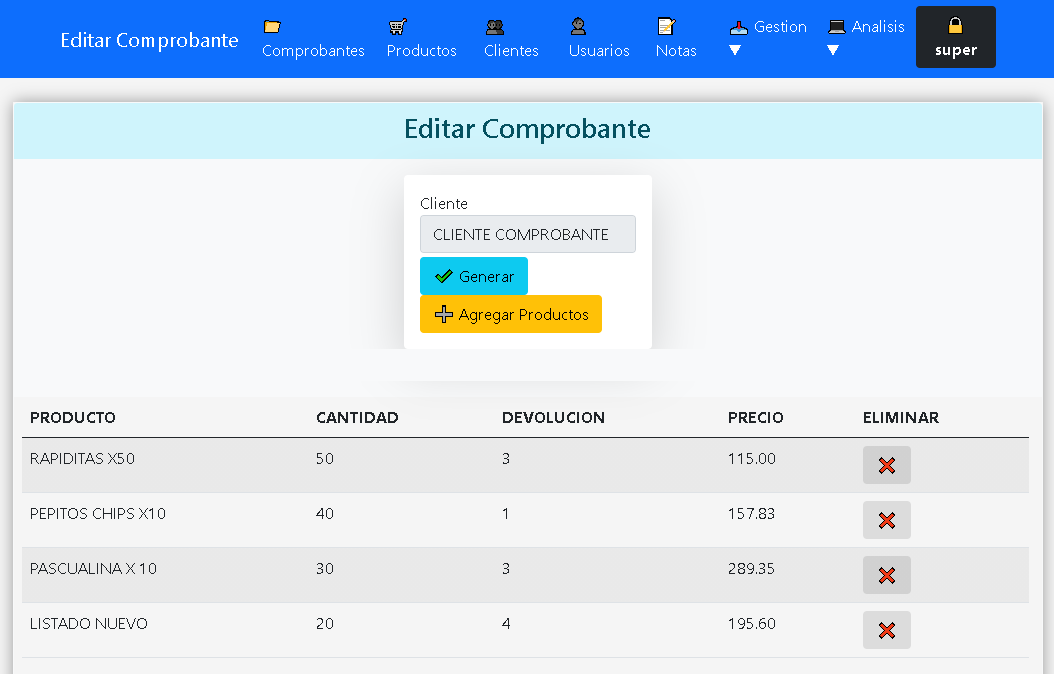 Editar Comprobante
Comprobantes
Productos
Clientes
Usuarios
Notas
Gestion
Analisis
super
Editar Comprobante
Cliente
CLIENTE COMPROBANTE
Generar
Agregar Productos
PRODUCTO CANTIDAD DEVOLUCION PRECIO ELIMINAR
RAPIDITAS X50 50 3 115.00
PEPITOS CHIPS X10 40 1 157.83
PASCUALINA X 10 30 3 289.35
LISTADO NUEVO 20 4 195.60